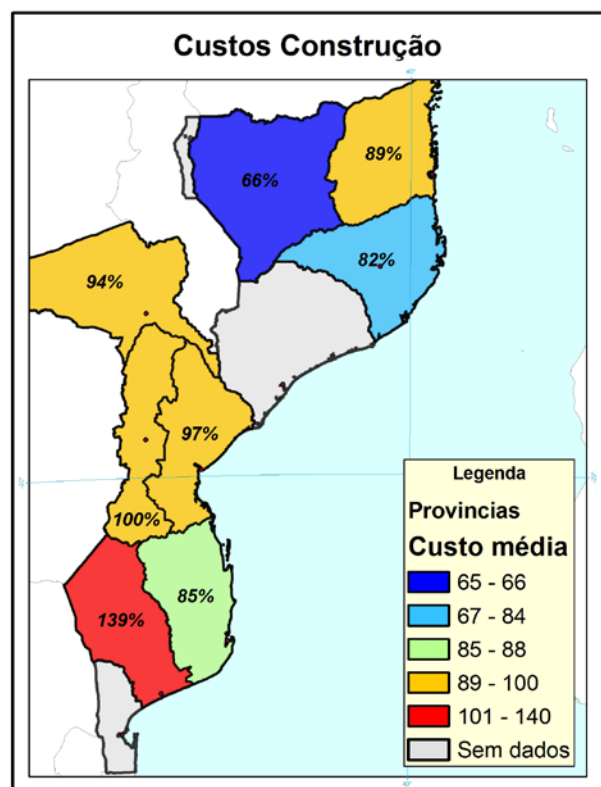 Custos Construção
66%
89%
82%
94%
97%
100%
85%
139%
Legenda
Provincias
Custo média
65 - 66
67 - 84
85 - 88
89 - 100
101 - 140
Sem dados